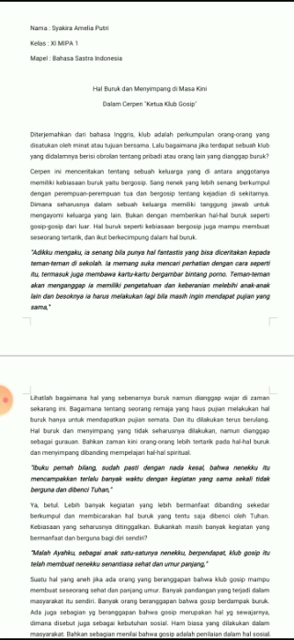 Nama : Syakira Amelia Putri
Kelas : XI MIPA 1
Mapel : Bahasa Sastra Indonesia
Hal Buruk dan Menyimpang di Masa Kini
Dalam Cerpen "Ketua Klub Gosip"
Diterjemahkan dari bahasa Inggris, klub adalah perkumpulan orang-orang yang
disatukan oleh minat atau tujuan bersama. Lalu bagaimana jika terdapat sebuah klub
yang didalamnya berisi obrolan tentang pribadi atau orang lain yang dianggap buruk?
Cerpen ini menceritakan tentang sebuah keluarga yang di antara anggotanya
memiliki kebiasaan buruk yaitu bergosip. Sang nenek yang lebih senang berkumpul
dengan perempuan-perempuan tua dan bergosip tentang kejadian di sekitarnya.
Dimana seharusnya dalam sebuah keluarga memiliki tanggung jawab untuk
mengayomi keluarga yang lain. Bukan dengan memberikan hal-hal buruk seperti
gosip-gosip dari luar. Hal buruk seperti kebiasaan bergosip juga mampu membuat
seseorang tertarik, dan ikut berkecimpung dalam hal buruk.
"Adikku mengaku, ia senang bila punya hal fantastis yang bisa diceritakan kepada
teman-teman di sekolah. Ia memang suka mencari perhatian dengan cara seperti
itu, termasuk juga membawa kartu-kartu bergambar bintang porno. Teman-teman
akan menganggap ia memiliki pengetahuan dan keberanian melebihi anak-anak
lain dan besoknya ia harus melakukan lagi bila masih ingin mendapat pujian yang
sama,"
Lihatlah bagaimana hal yang sebenarnya buruk namun dianggap wajar di zaman
sekarang ini. Bagaimana tentang seorang remaja yang haus pujian melakukan hal
buruk hanya untuk mendapatkan pujian semata. Dan itu dilakukan terus berulang.
Hal buruk dan menyimpang yang tidak seharusnya dilakukan, namun dianggap
sebagai gurauan. Bahkan zaman kini orang-orang lebih tertarik pada hal-hal buruk
dan menyimpang dibanding mempelajari hal-hal spiritual.
"Ibuku pernah bilang, sudah pasti dengan nada kesal, bahwa nenekku itu
mencampakkan terlalu banyak waktu dengan kegiatan yang sama sekali tidak
berguna dan dibenci Tuhan,"
Ya, betul. Lebih banyak kegiatan yang lebih bermanfaat dibanding sekedar
berkumpul dan membicarakan hal buruk yang tentu saja dibenci oleh Tuhan.
Kebiasaan yang seharusnya ditinggalkan. Bukankah masih banyak kegiatan yang
bermanfaat dan berguna bagi diri sendiri?
"Malah Ayahku, sebagai anak satu-satunya nenekku, berpendapat, klub gosip itu
telah membuat nenekku senantiasa sehat dan umur panjang,"
Suatu hal yang aneh jika ada orang yang beranggapan bahwa klub gosip mampu
membuat seseorang sehat dan panjang umur. Banyak pandangan yang terjadi dalam
masyarakat itu sendiri. Banyak orang beranggapan bahwa gosip berdampak buruk.
Ada juga sebagian yg beranggapan bahwa gosip merupakan hal yg sewajarnya,
dimana disebut juga sebagai kebutuhan sosial. Ham biasa yang dilakukan dalam
masyarakat. Bahkan sebagian menilai bahwa gosip adalah penilaian dalam hal sosial